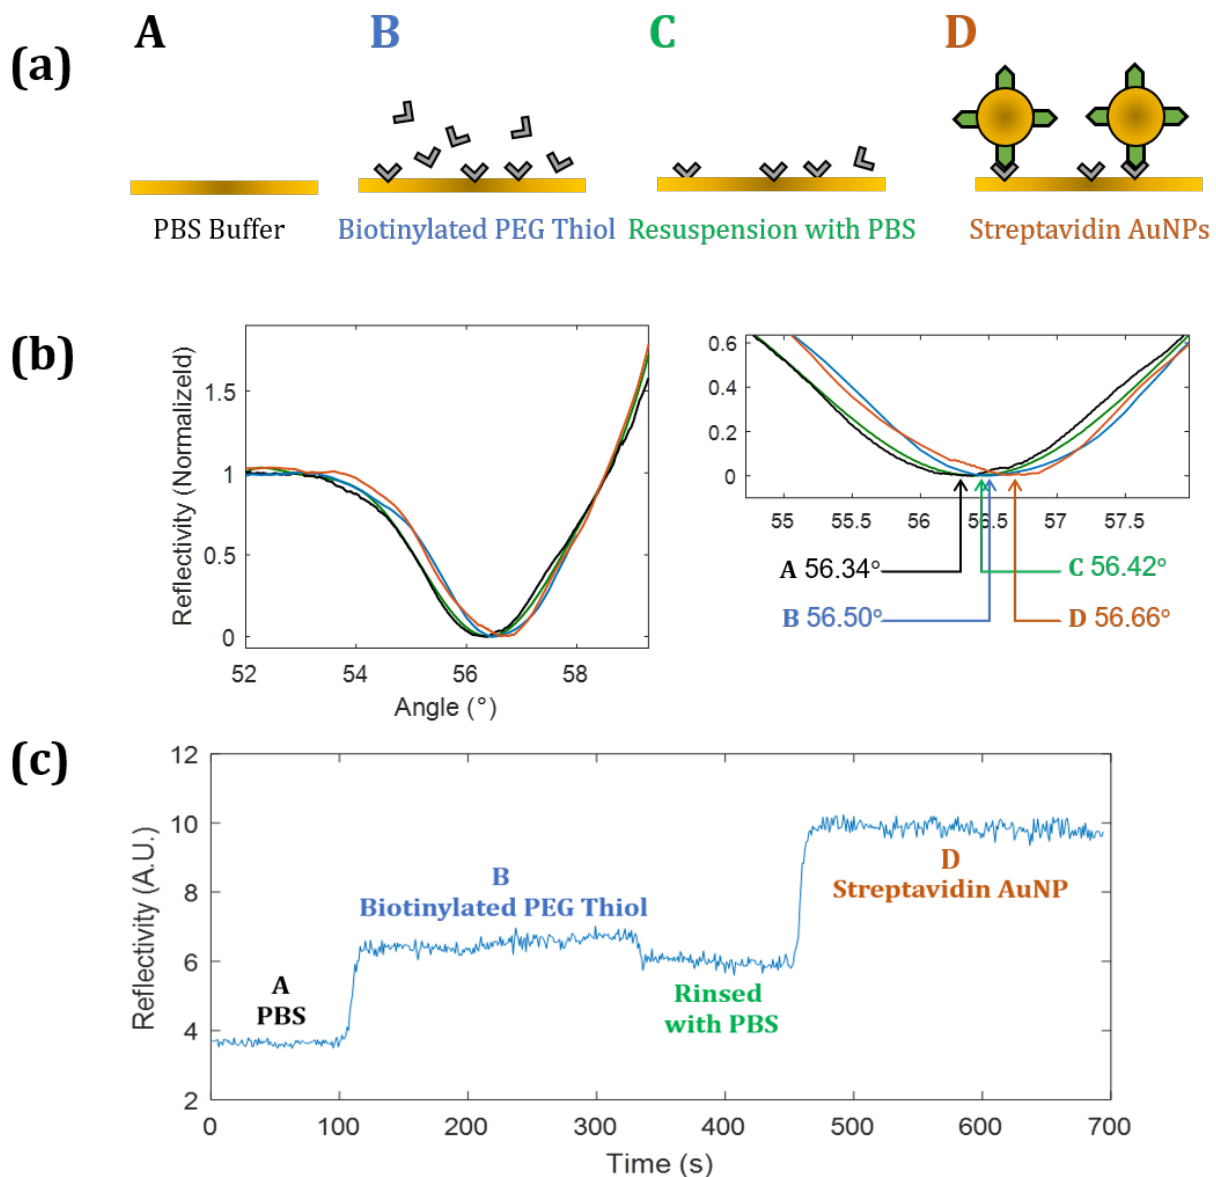 (a)
A
B
C
D
PBS Buffer
Biotinylated PEG Thiol
Resuspension with PBS
Streptavidin AuNPs
(b)
Reflectivity (Normalizeld)
1.5
1
0.5
0
52
54
56
58
Angle (°)
0.6
0.4
0.2
0
55
55.5
56
56.5
57
57.5
A 56.34°
C 56.42°
B 56.50°
D 56.66°
(c)
Reflectivity (A.U.)
12
10
8
6
4
2
A
PBS
B
Biotinylated PEG Thiol
Rinsed
with PBS
D
Streptavidin AuNP
0
100
200
300
400
500
600
700
Time (s)